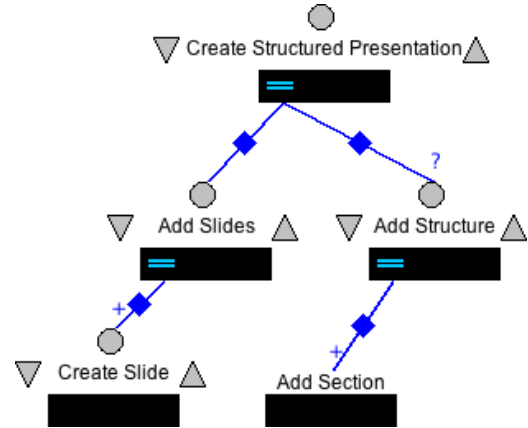 Create Structured Presentation
?
Add Slides
Add Structure
+
+
Create Slide
Add Section